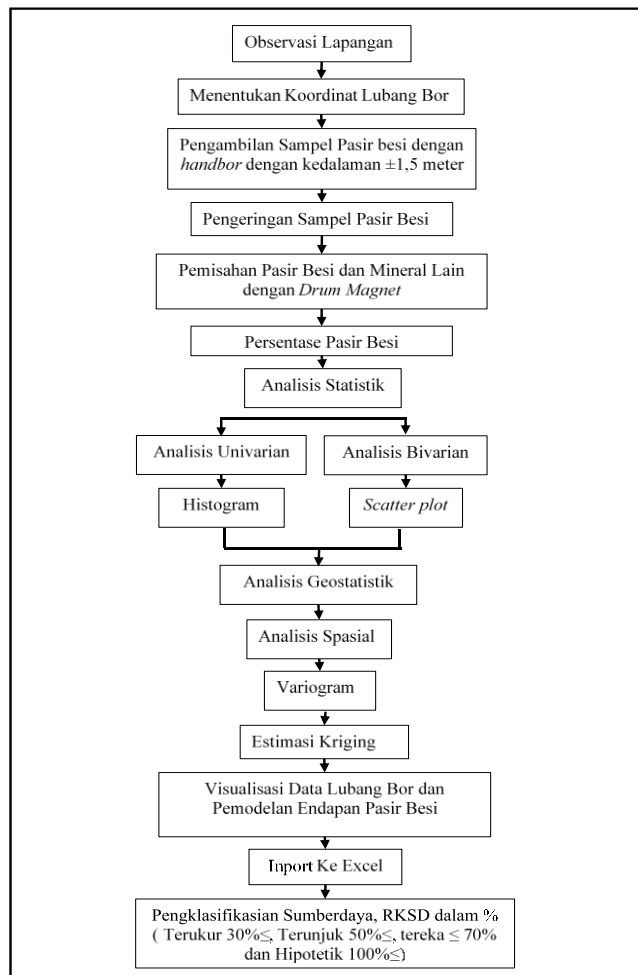 Observasi Lapangan
Menentukan Koordinat Lubang Bor
Pengambilan Sampel Pasir besi dengan
handbor dengan kedalaman ±1,5 meter
Pengeringan Sampel Pasir Besi
Pemisahan Pasir Besi dan Mineral Lain
dengan Drum Magnet
Persentase Pasir Besi
Analisis Statistik
Analisis Univarian
Analisis Bivarian
Histogram
Scatter plot
Analisis Geostatistik
Analisis Spasial
Variogram
Estimasi Kriging
Visualisasi Data Lubang Bor dan
Pemodelan Endapan Pasir Besi
Inport Ke Excel
Pengklasifikasian Sumberdaya, RKSD dalam %
( Terukur 30%≤, Terunjuk 50%≤, tereka ≤ 70%
dan Hipotetik 100%≤)